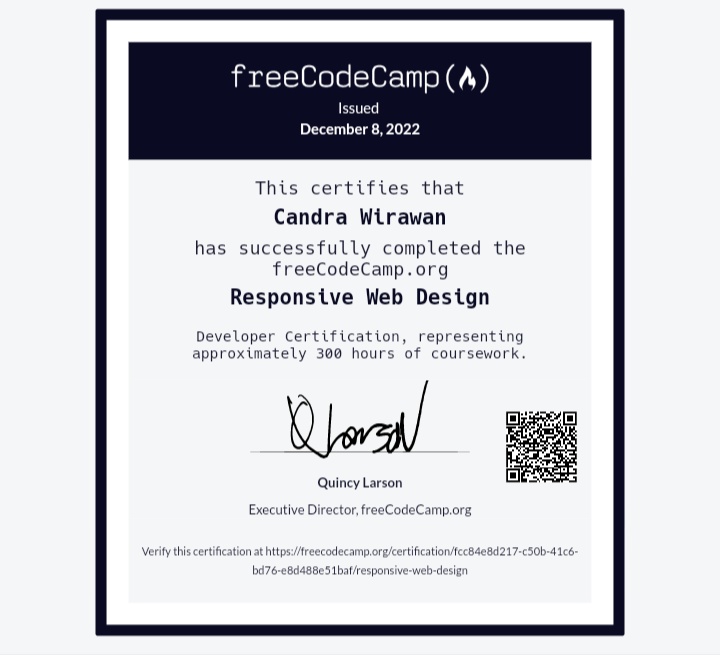 freeCodeCamp(🔥)
Issued
December 8, 2022
This certifies that
Candra Wirawan
has successfully completed the
freeCodeCamp.org
Responsive Web Design
Developer Certification, representing
approximately 300 hours of coursework.
Q Larson
Quincy Larson
Executive Director, freeCodeCamp.org
Verify this certification at https://freecodecamp.org/certification/fcc84e8d217-c50b-41c6-
bd76-e8d488e51baf/responsive-web-design